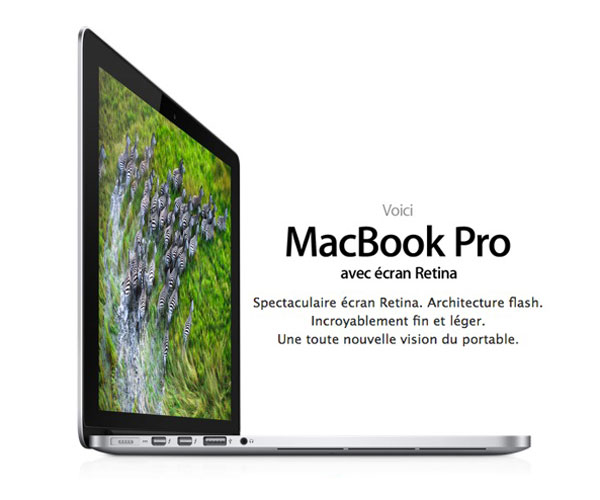 Voici
MacBook Pro
avec écran Retina
Spectaculaire écran Retina. Architecture flash.
Incroyablement fin et léger.
Une toute nouvelle vision du portable.